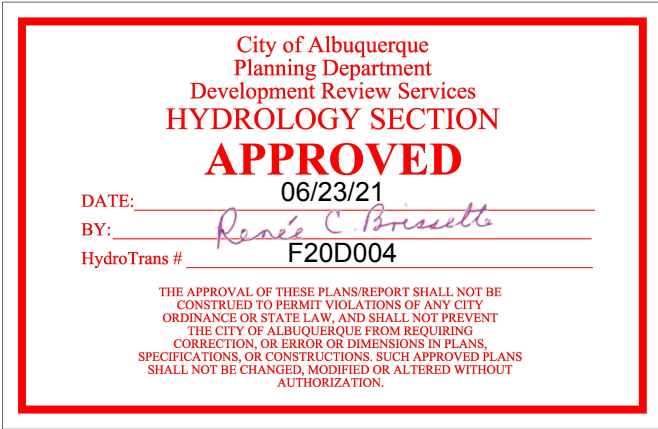 City of Albuquerque
Planning Department
Development Review Services
HYDROLOGY SECTION
APPROVED
DATE: 06/23/21
BY: Renée C. Brissette
HydroTrans # F20D004
THE APPROVAL OF THESE PLANS/REPORT SHALL NOT BE
CONSTRUED TO PERMIT VIOLATIONS OF ANY CITY
ORDINANCE OR STATE LAW, AND SHALL NOT PREVENT
THE CITY OF ALBUQUERQUE FROM REQUIRING
CORRECTION, OR ERROR OR DIMENSIONS IN PLANS,
SPECIFICATIONS, OR CONSTRUCTIONS. SUCH APPROVED PLANS
SHALL NOT BE CHANGED, MODIFIED OR ALTERED WITHOUT
AUTHORIZATION.